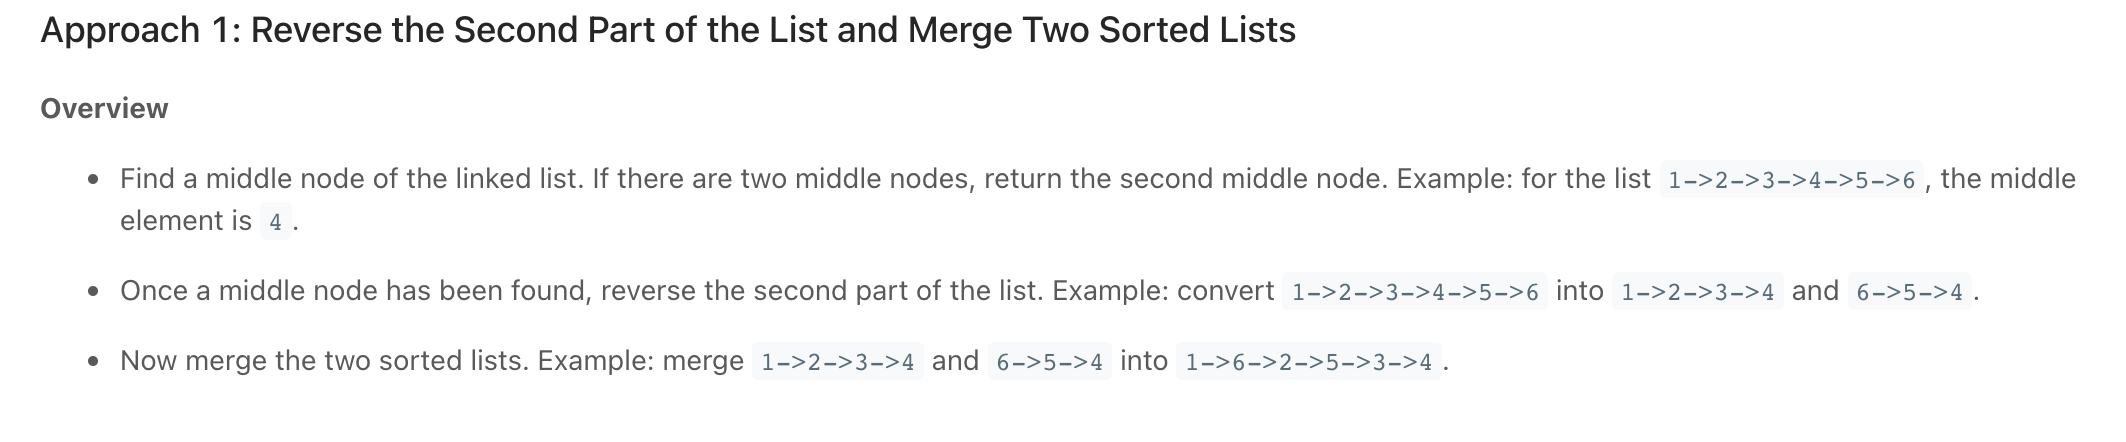 Approach 1: Reverse the Second Part of the List and Merge Two Sorted Lists
Overview
• Find a middle node of the linked list. If there are two middle nodes, return the second middle node. Example: for the list 1->2->3->4->5->6 , the middle
element is 4 .
• Once a middle node has been found, reverse the second part of the list. Example: convert 1->2->3->4->5->6 into 1->2->3->4 and 6->5->4 .
• Now merge the two sorted lists. Example: merge 1->2->3->4 and 6->5->4 into 1->6->2->5->3->4 .